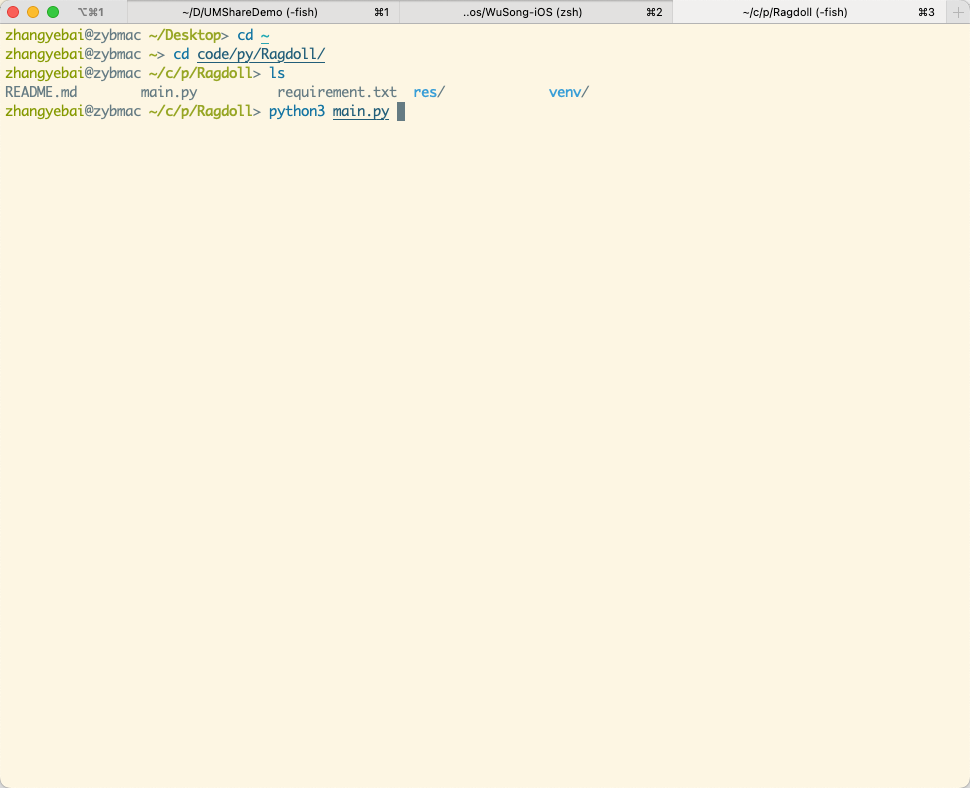 ⌥⌘1 ~/D/UMShareDemo (-fish) ⌘1 ..os/WuSong-iOS (zsh) ⌘2 ~/c/p/Ragdoll (-fish) ⌘3
zhangyebai@zybmac ~/Desktop> cd ~
zhangyebai@zybmac ~> cd code/py/Ragdoll/
zhangyebai@zybmac ~/c/p/Ragdoll> ls
README.md main.py requirement.txt res/ venv/
zhangyebai@zybmac ~/c/p/Ragdoll> python3 main.py